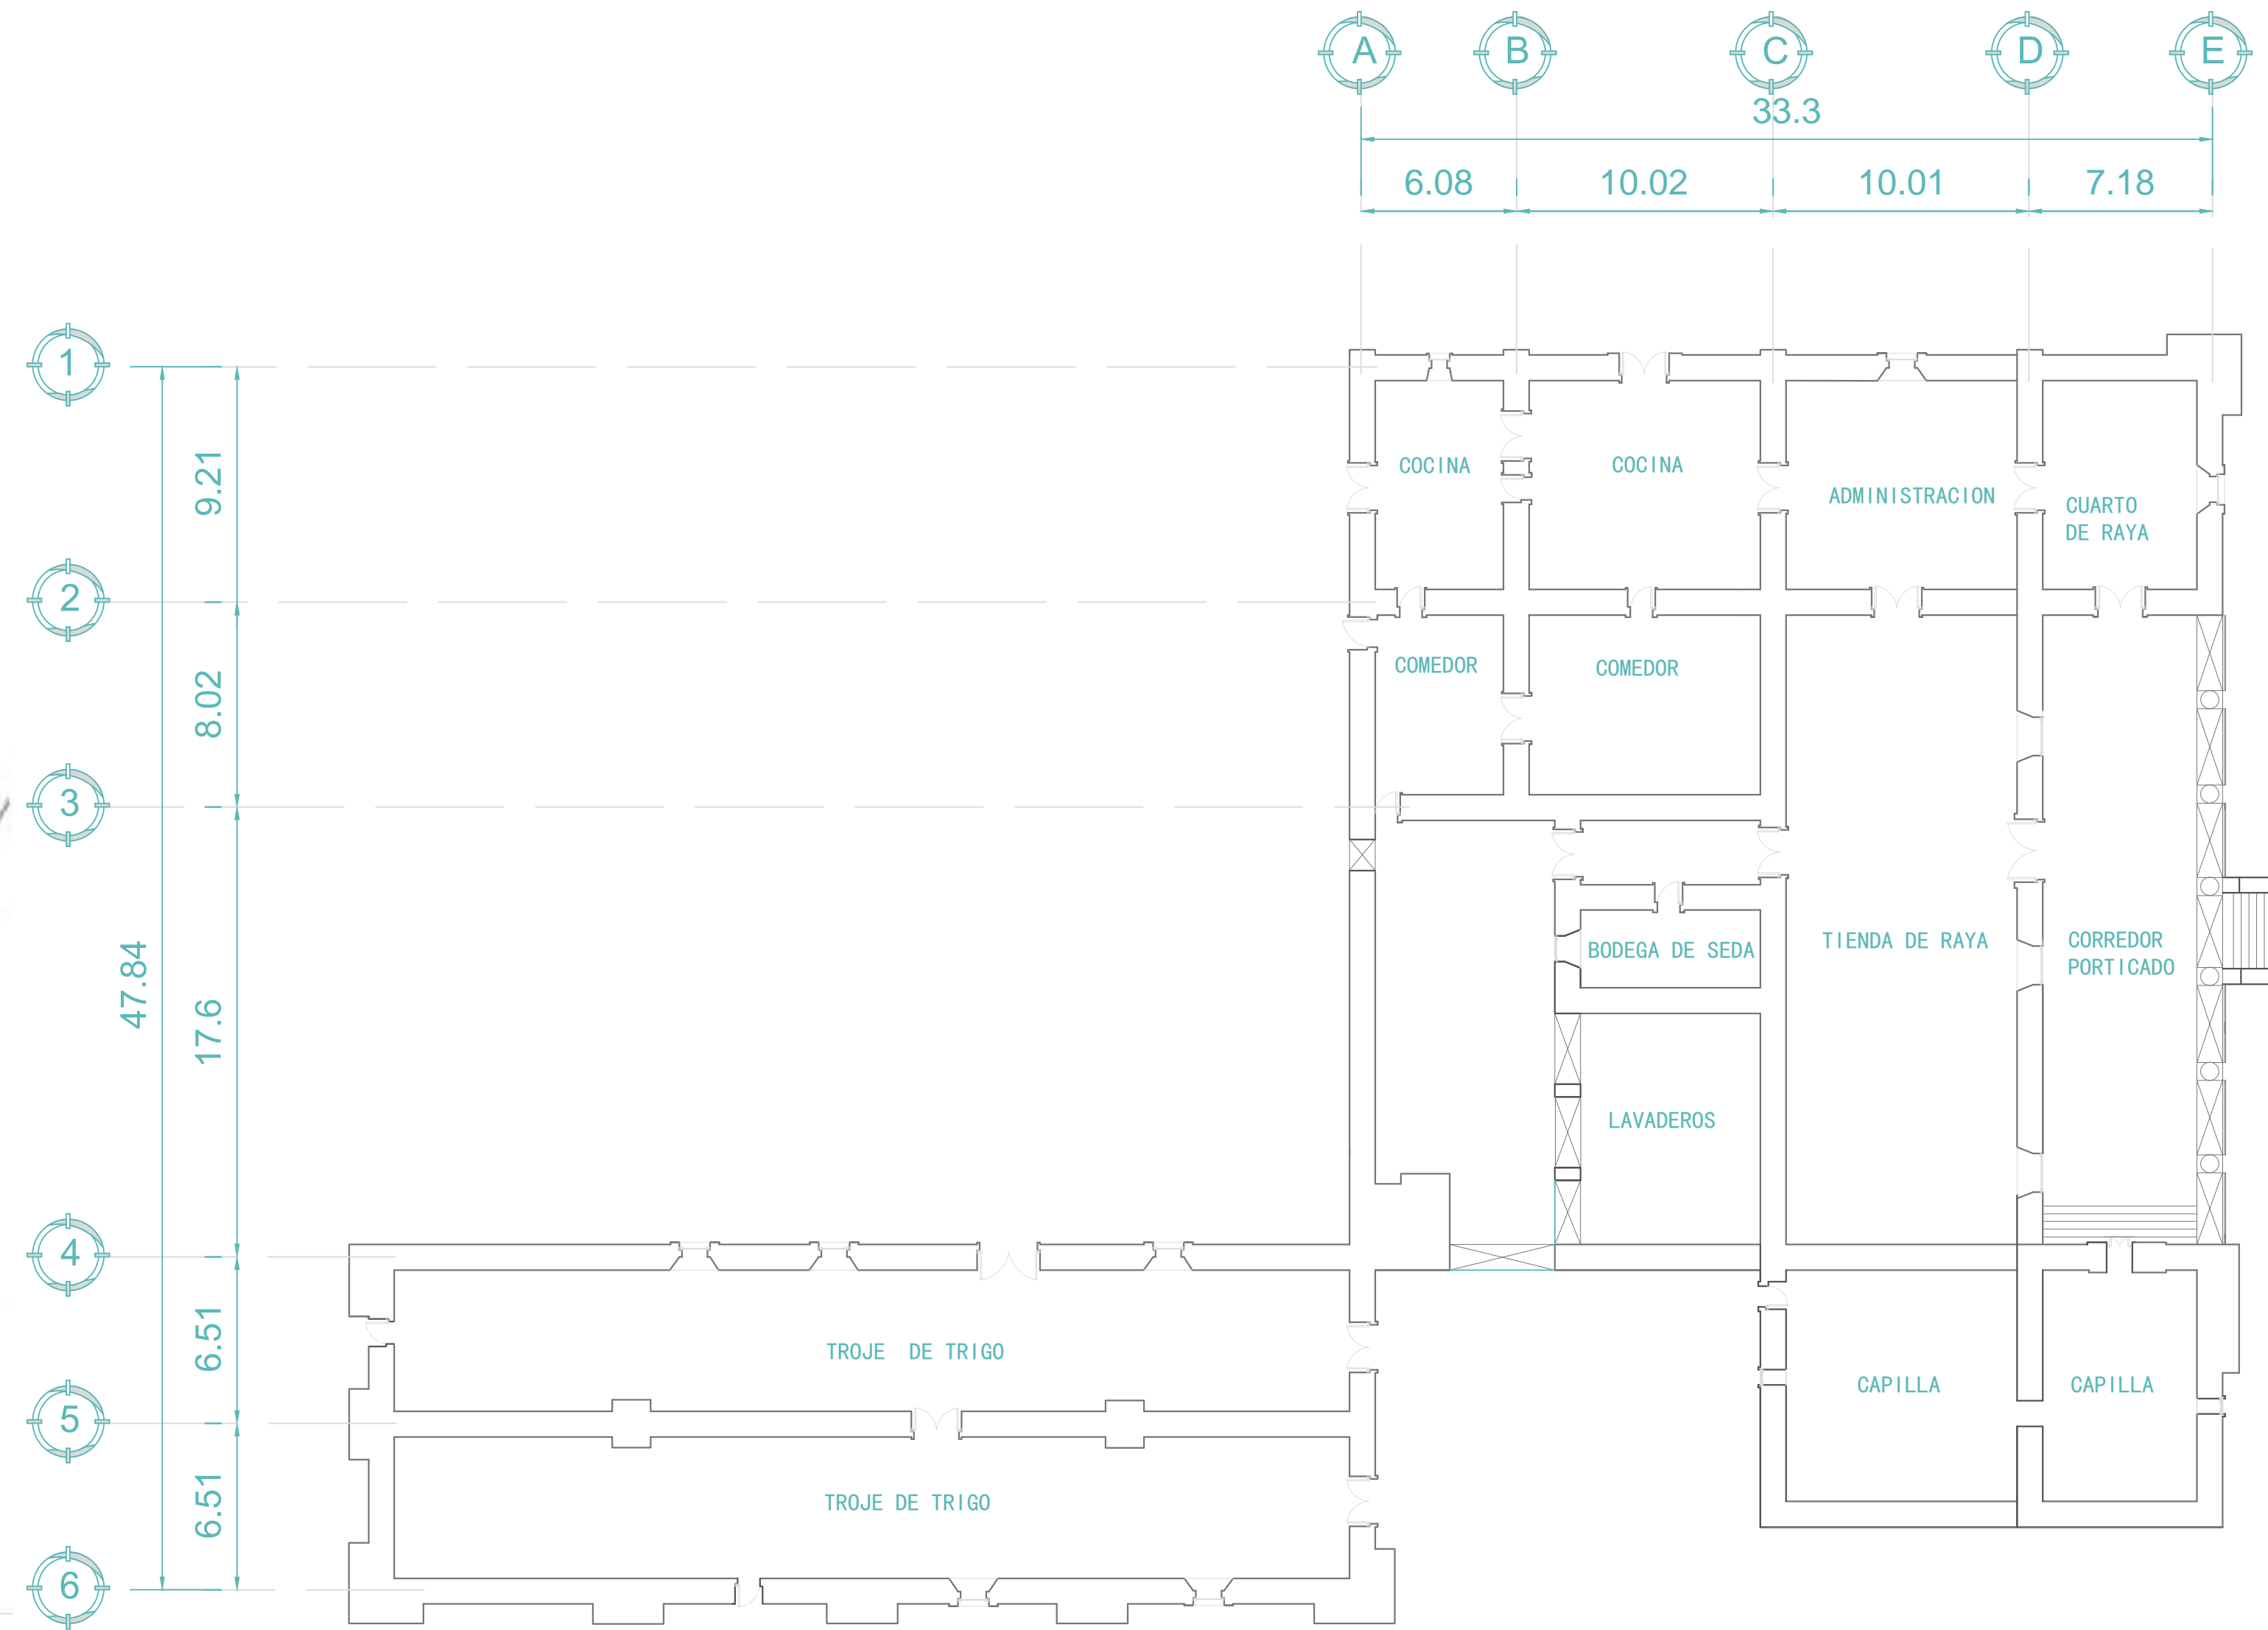 A B C D E
33.3
6.08 10.02 10.01 7.18
1
9.21
2
8.02
3
47.84
17.6
4
6.51
5
6.51
6
COCINA
COCINA
ADMINISTRACION
CUARTO
DE RAYA
COMEDOR
COMEDOR
BODEGA DE SEDA
TIENDA DE RAYA
CORREDOR
PORTICADO
LAVADEROS
TROJE DE TRIGO
CAPILLA
CAPILLA
TROJE DE TRIGO